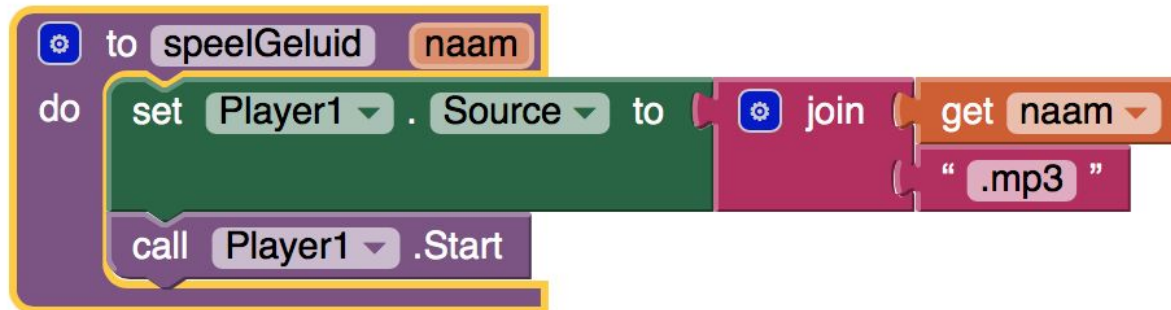 to speelGeluid naam
do set Player1 . Source to join get naam
“ .mp3 ”
call Player1 .Start